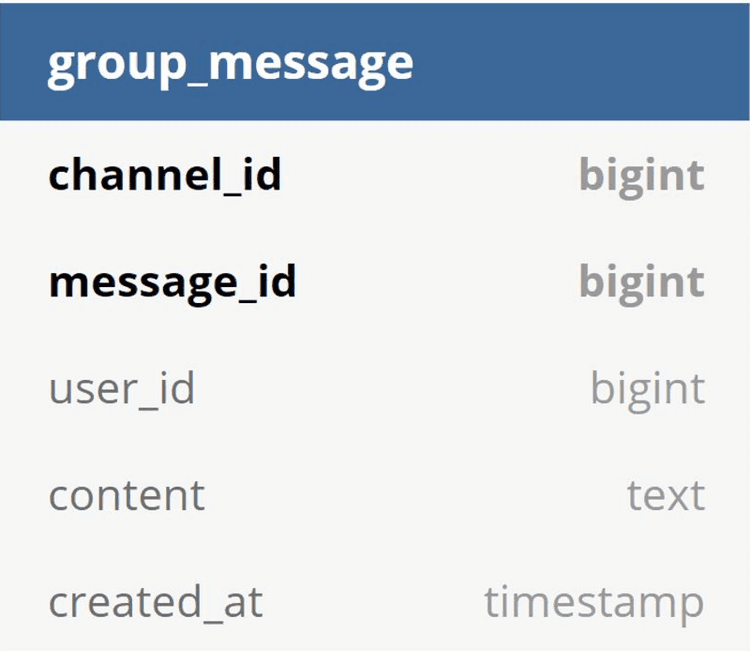 group_message
channel_id bigint
message_id bigint
user_id bigint
content text
created_at timestamp